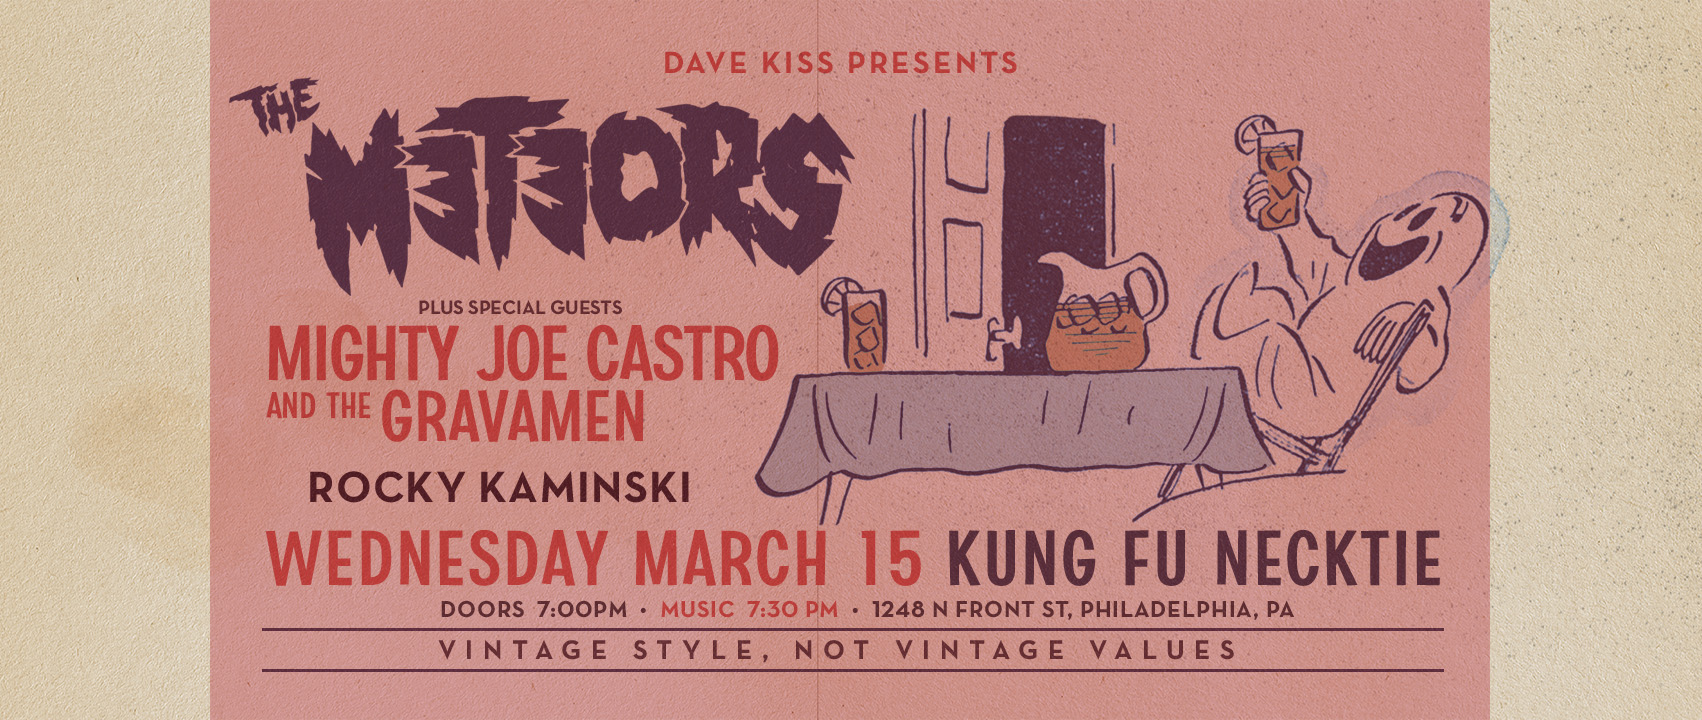 DAVE KISS PRESENTS
THE METEORS
PLUS SPECIAL GUESTS
MIGHTY JOE CASTRO
AND THE GRAVAMEN
ROCKY KAMINSKI
WEDNESDAY MARCH 15 KUNG FU NECKTIE
DOORS 7:00PM • MUSIC 7:30 PM • 1248 N FRONT ST, PHILADELPHIA, PA
VINTAGE STYLE, NOT VINTAGE VALUES